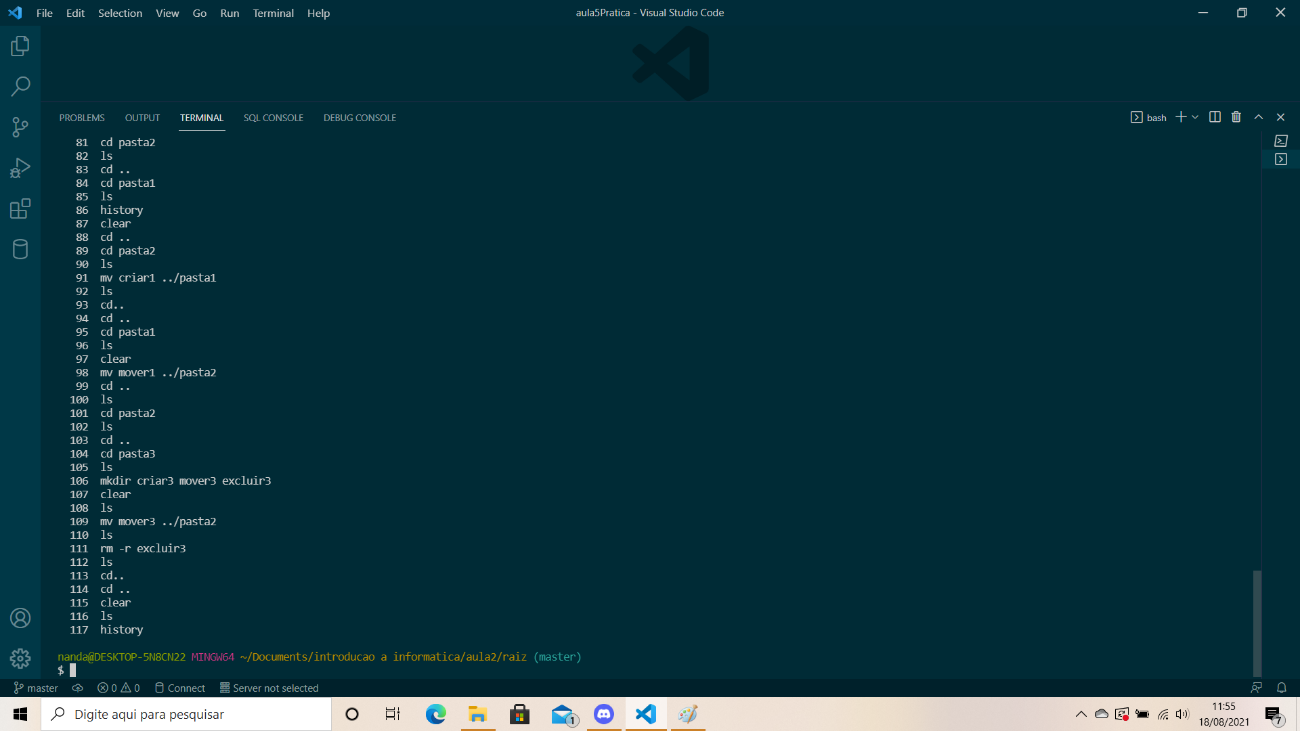 File Edit Selection View Go Run Terminal Help
aula5Pratica - Visual Studio Code
PROBLEMS OUTPUT TERMINAL SQL CONSOLE DEBUG CONSOLE
bash
81 cd pasta2
82 ls
83 cd ..
84 cd pasta1
85 ls
86 history
87 clear
88 cd ..
89 cd pasta2
90 ls
91 mv criar1 ../pasta1
92 ls
93 cd..
94 cd ..
95 cd pasta1
96 ls
97 clear
98 mv mover1 ../pasta2
99 cd ..
100 ls
101 cd pasta2
102 ls
103 cd ..
104 cd pasta3
105 ls
106 mkdir criar3 mover3 excluir3
107 clear
108 ls
109 mv mover3 ../pasta2
110 ls
111 rm -r excluir3
112 ls
113 cd..
114 cd ..
115 clear
116 ls
117 history
nanda@DESKTOP-5N8CN22 MINGW64 ~/Documents/introducao a informatica/aula2/raiz (master)
$
master 0 0 Connect Server not selected
Digite aqui para pesquisar
1
11:55
18/08/2021
7